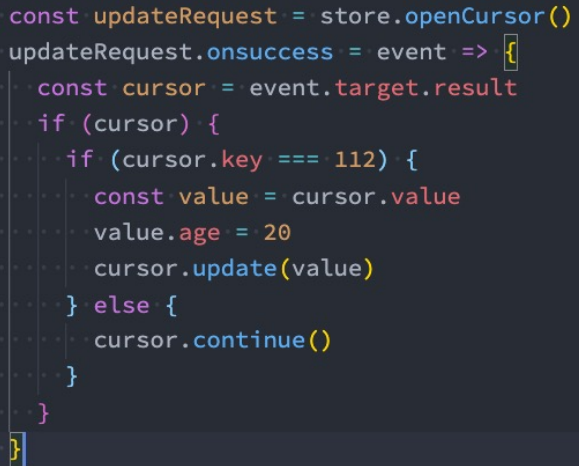 const updateRequest = store.openCursor()
updateRequest.onsuccess = event => {
  const cursor = event.target.result
  if (cursor) {
    if (cursor.key === 112) {
      const value = cursor.value
      value.age = 20
      cursor.update(value)
    } else {
      cursor.continue()
    }
  }
}